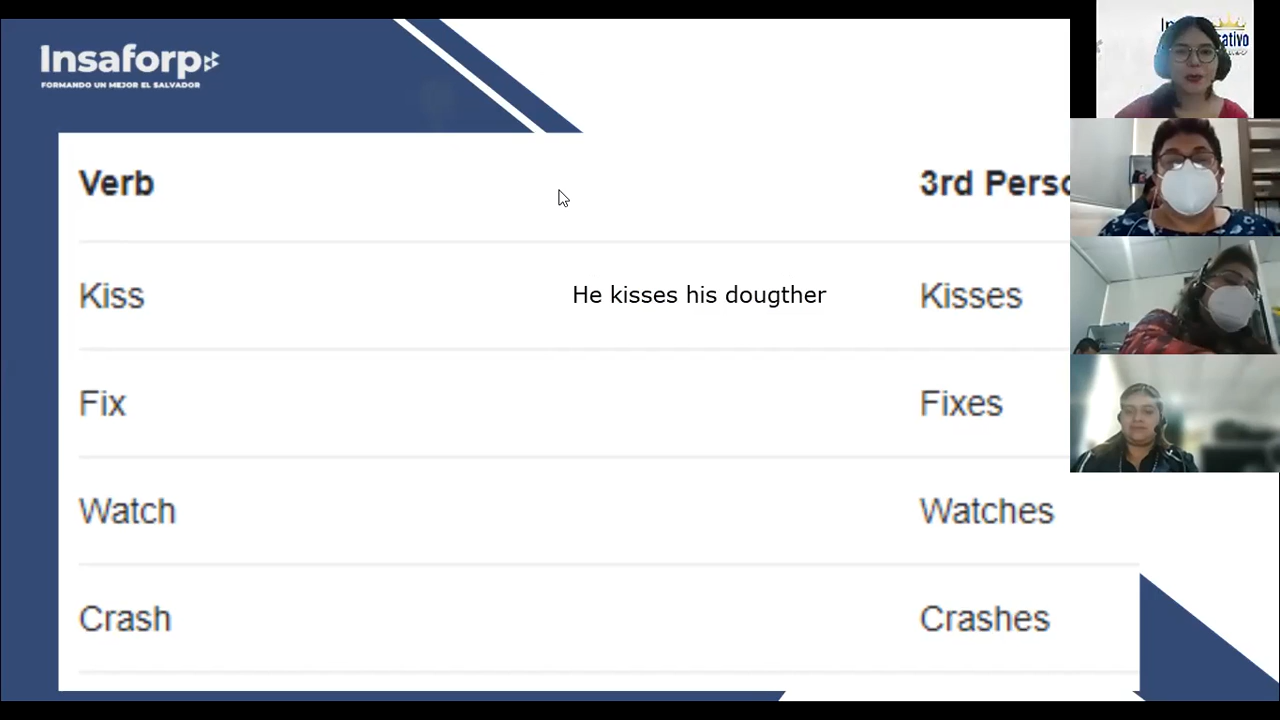 Insaforp
FORMANDO UN MEJOR EL SALVADOR
Verb 3rd Perso
Kiss He kisses his dougther Kisses
Fix Fixes
Watch Watches
Crash Crashes